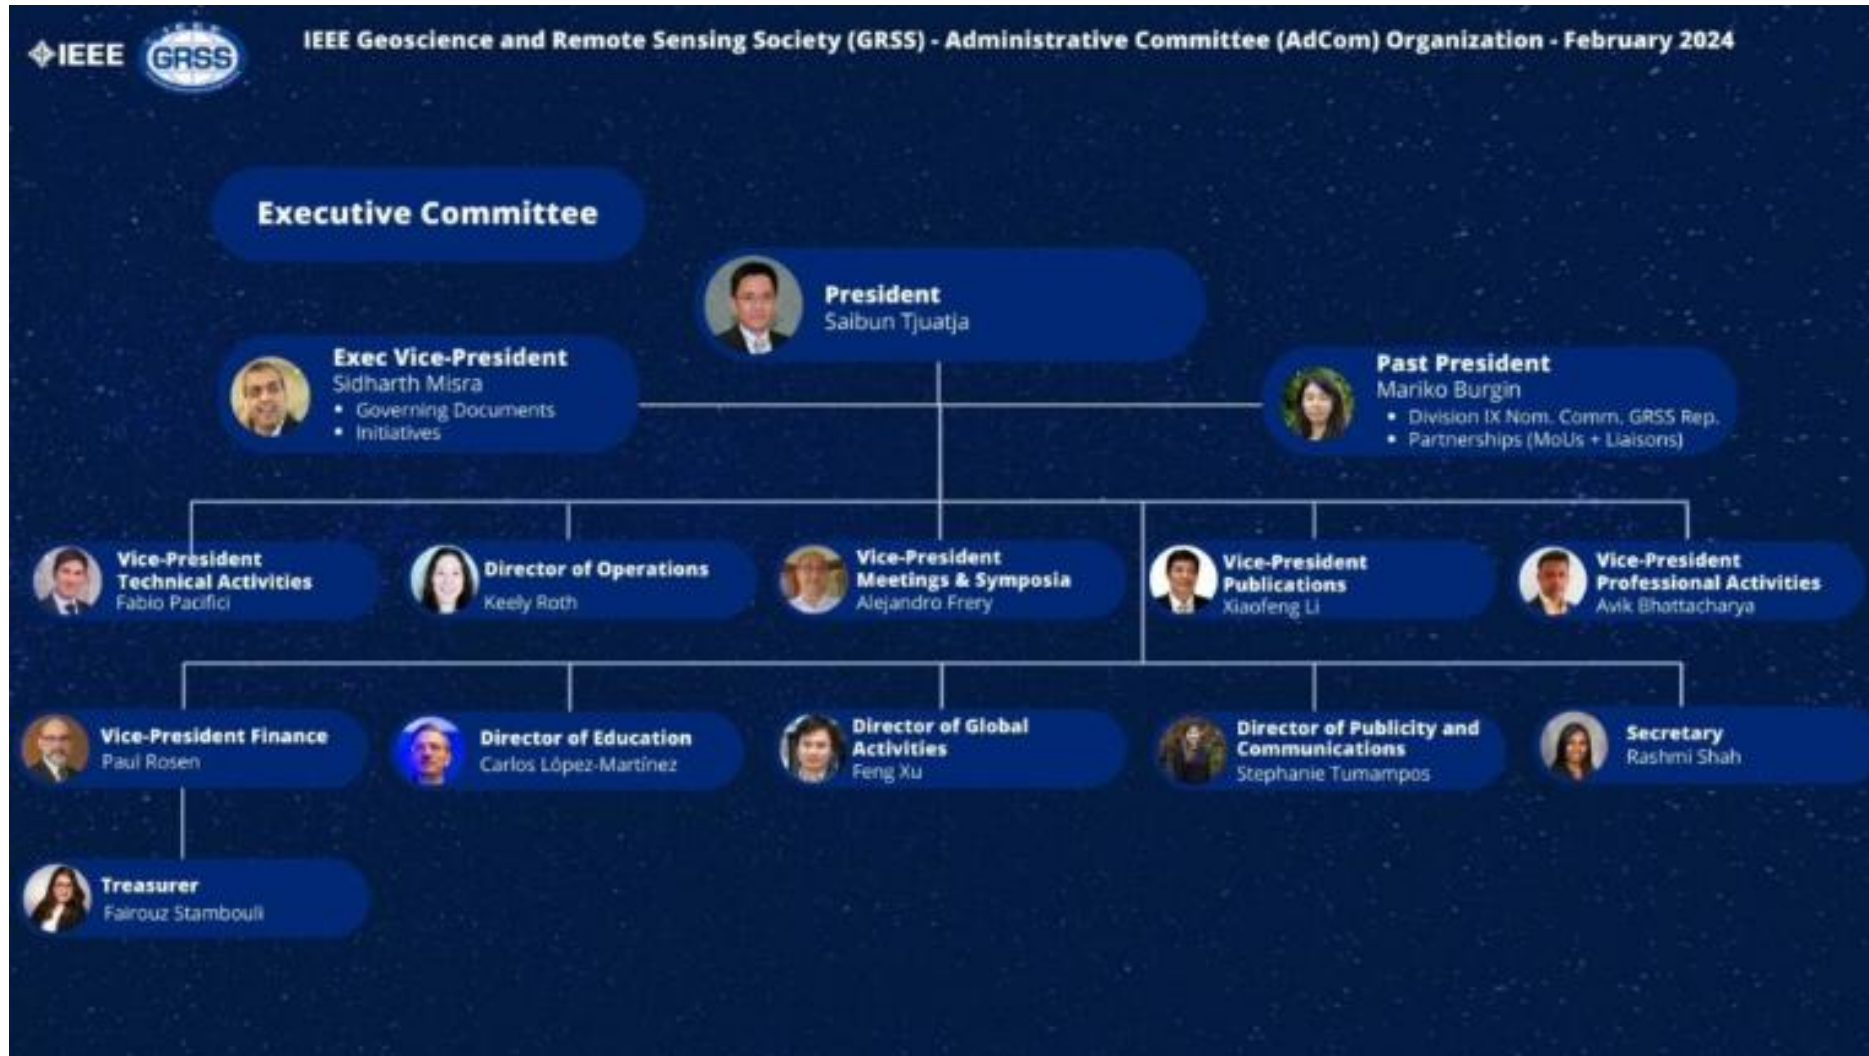 IEEE
GRSS
IEEE Geoscience and Remote Sensing Society (GRSS) - Administrative Committee (AdCom) Organization - February 2024
Executive Committee
President
Saibun Tjuatja
Exec Vice-President
Sidharth Misra
• Governing Documents
• Initiatives
Past President
Mariko Burgin
• Division IX Nom. Comm. GRSS Rep.
• Partnerships (MoUs + Liaisons)
Vice-President
Technical Activities
Fabio Pacifici
Director of Operations
Keely Roth
Vice-President
Meetings & Symposia
Alejandro Frery
Vice-President
Publications
Xiaofeng Li
Vice-President
Professional Activities
Avik Bhattacharya
Vice-President Finance
Paul Rosen
Director of Education
Carlos López-Martínez
Director of Global
Activities
Feng Xu
Director of Publicity and
Communications
Stephanie Tumampos
Secretary
Rashmi Shah
Treasurer
Fairouz Stambouli